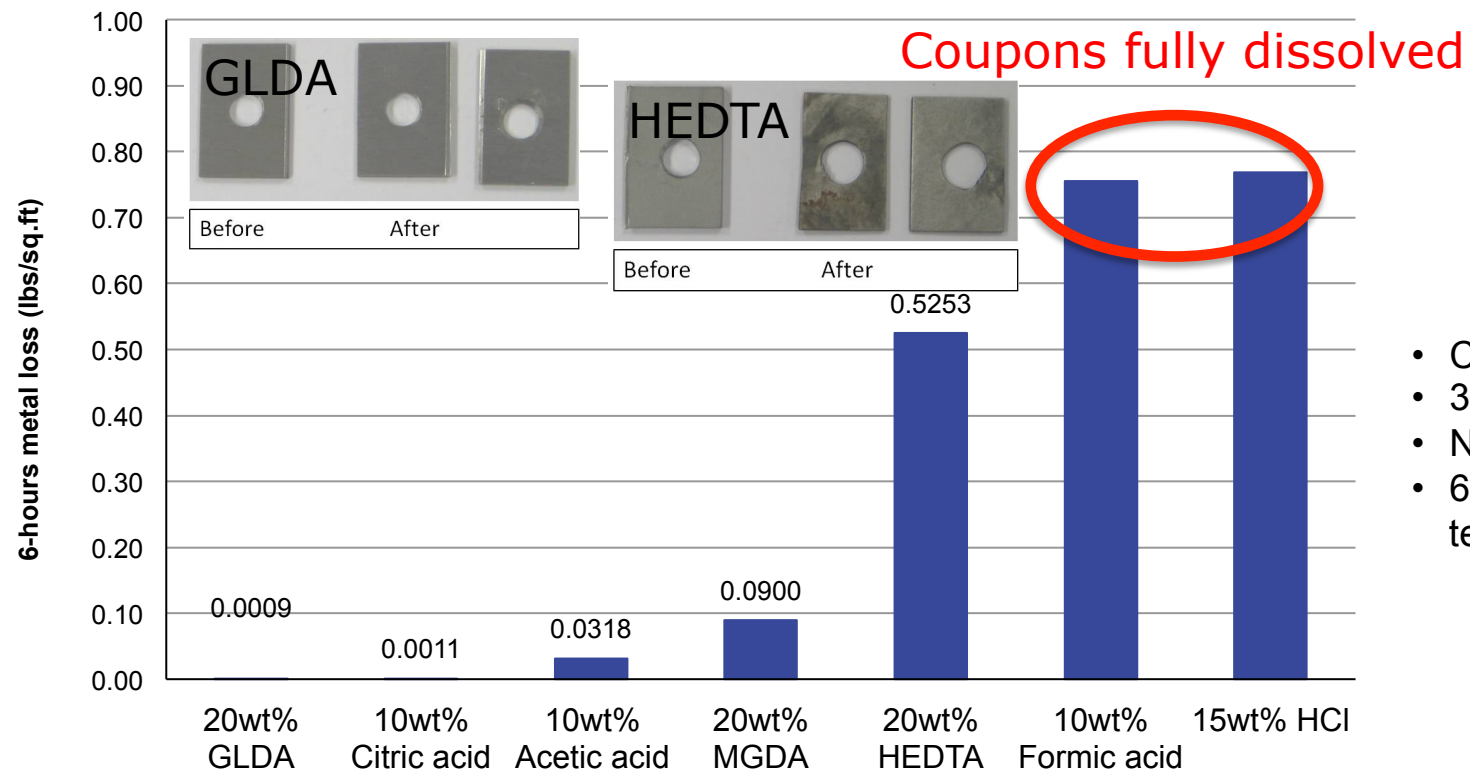 Coupons fully dissolved
1.00
0.90
0.80
0.70
0.60
0.50
0.40
0.30
0.20
0.10
0.00
6-hours metal loss (lbs/sq.ft)
GLDA
Before After
HEDTA
Before After
0.0009
0.0011
0.0318
0.0900
0.5253
20wt% GLDA
10wt% Citric acid
10wt% Acetic acid
20wt% MGDA
20wt% HEDTA
10wt% Formic acid
15wt% HCl
• 3
• N
• 6